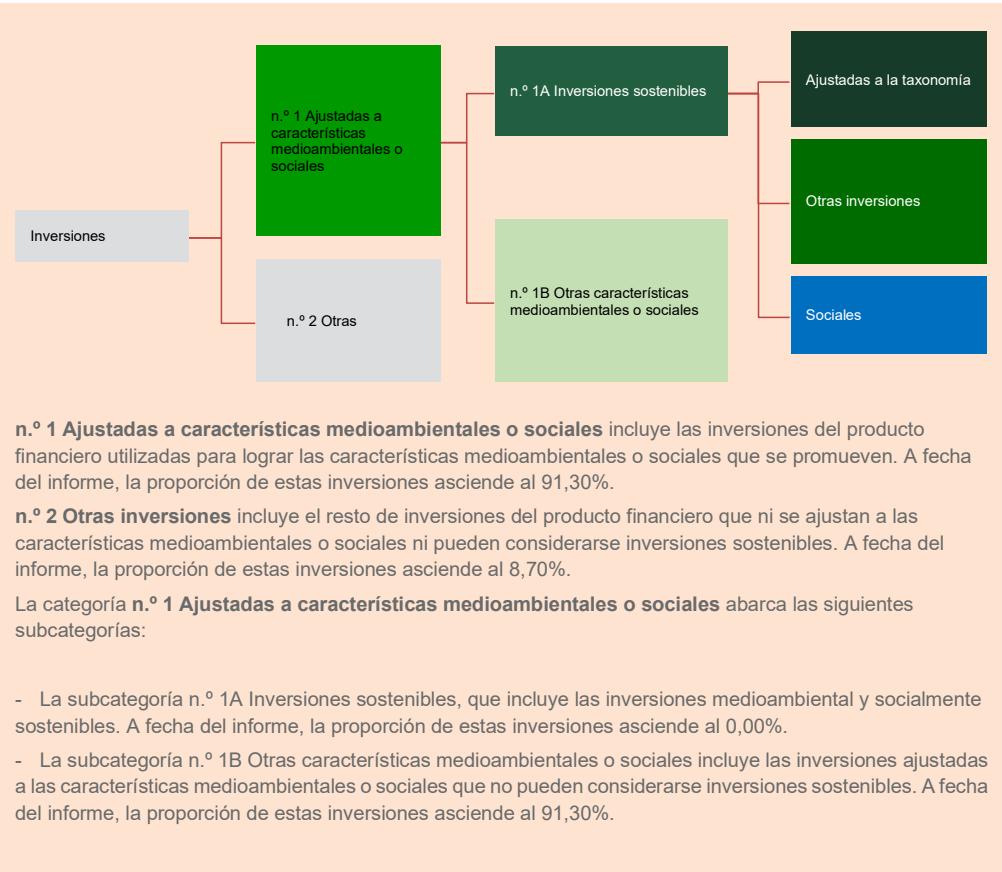 Inversiones
n.º 1 Ajustadas a
características
medioambientales o
sociales
n.º 2 Otras
n.º 1A Inversiones sostenibles
n.º 1B Otras características
medioambientales o sociales
Ajustadas a la taxonomía
Otras inversiones
Sociales
n.º 1 Ajustadas a características medioambientales o sociales incluye las inversiones del producto
financiero utilizadas para lograr las características medioambientales o sociales que se promueven. A fecha
del informe, la proporción de estas inversiones asciende al 91,30%.
n.º 2 Otras inversiones incluye el resto de inversiones del producto financiero que ni se ajustan a las
características medioambientales o sociales ni pueden considerarse inversiones sostenibles. A fecha del
informe, la proporción de estas inversiones asciende al 8,70%.
La categoría n.º 1 Ajustadas a características medioambientales o sociales abarca las siguientes
subcategorías:
- La subcategoría n.º 1A Inversiones sostenibles, que incluye las inversiones medioambiental y socialmente
sostenibles. A fecha del informe, la proporción de estas inversiones asciende al 0,00%.
- La subcategoría n.º 1B Otras características medioambientales o sociales incluye las inversiones ajustadas
a las características medioambientales o sociales que no pueden considerarse inversiones sostenibles. A fecha
del informe, la proporción de estas inversiones asciende al 91,30%.